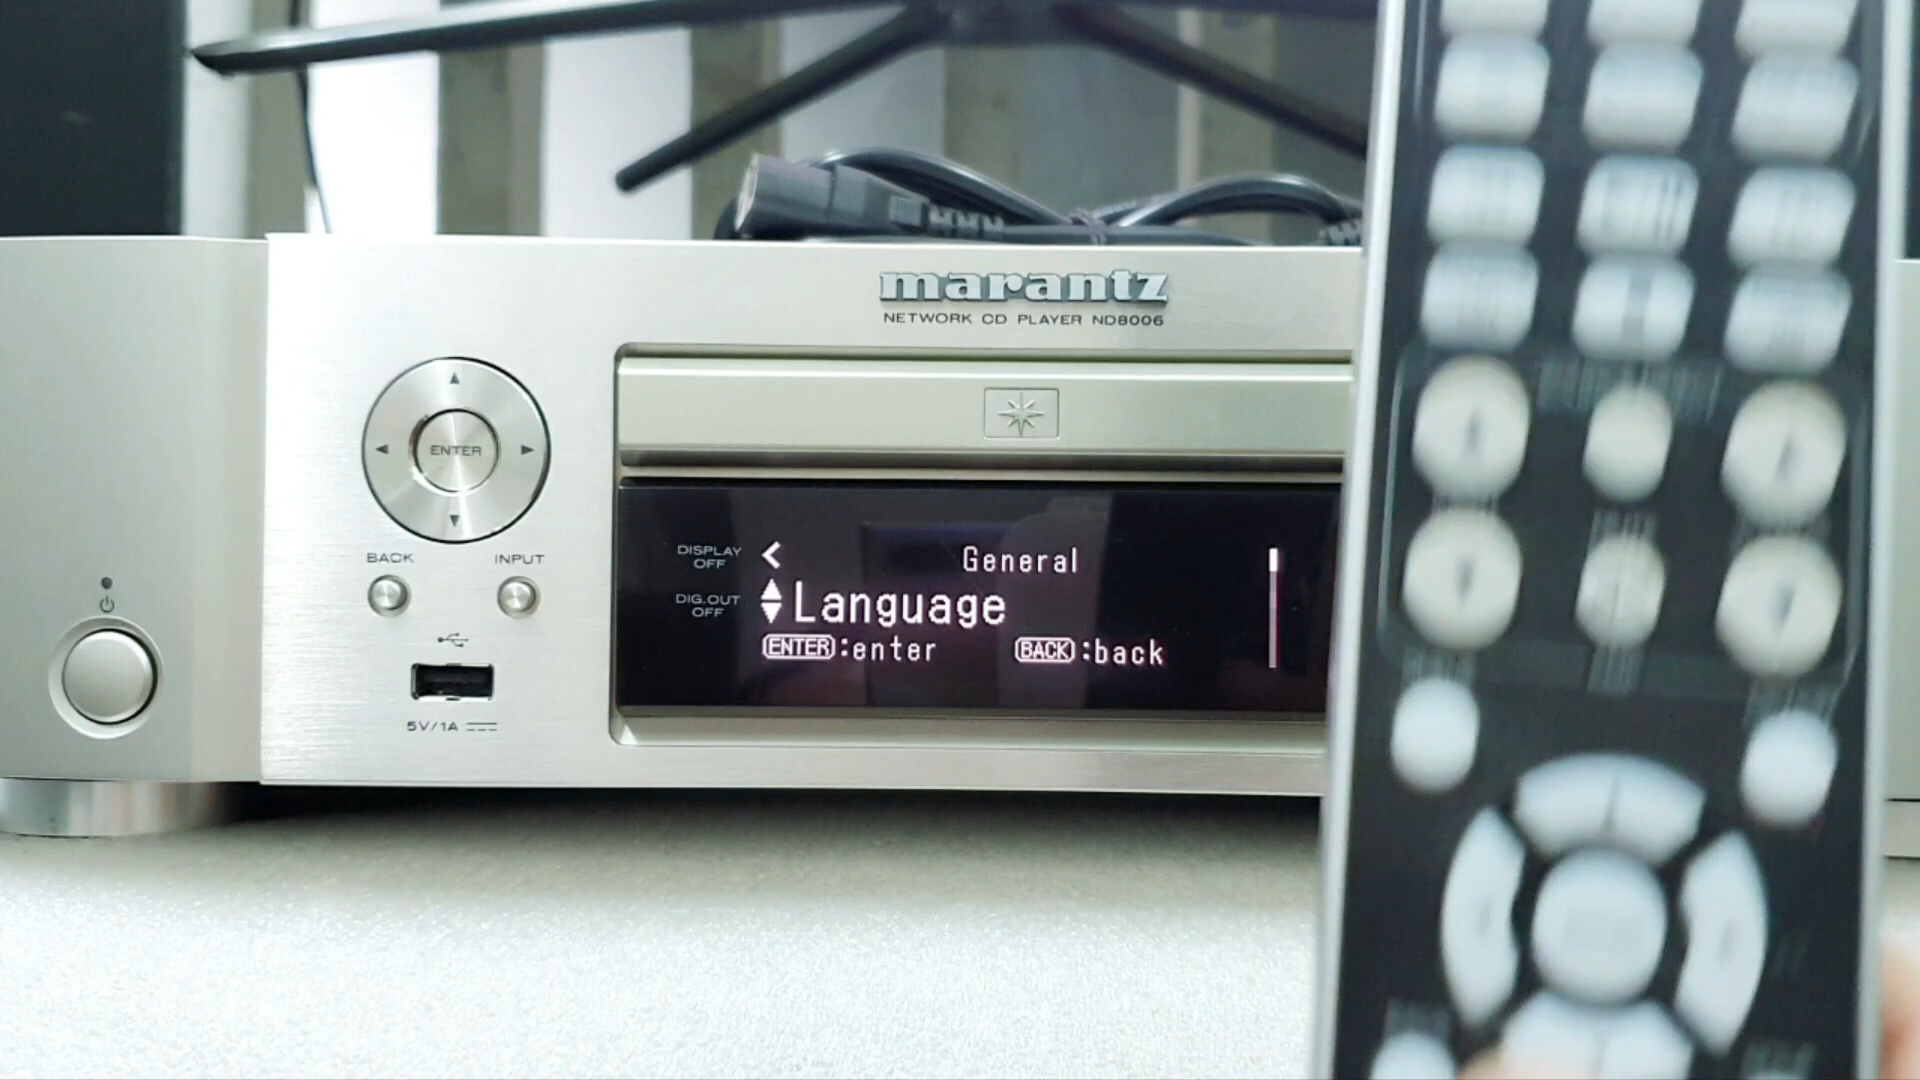 marantz
NETWORK CD PLAYER ND8006
ENTER
BACK
INPUT
5V/1A
DISPLAY OFF
DIG.OUT OFF
General
Language
ENTER:enter BACK:back